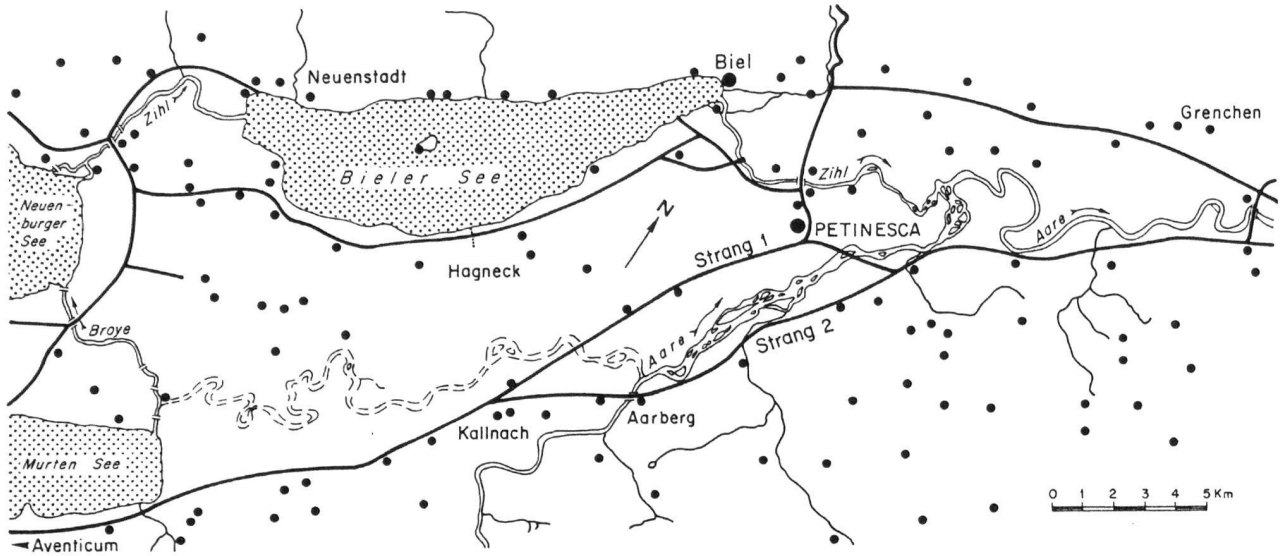 Neuenstadt
Biel
Zihl
Grenchen
Bieler See
Zihl
Neuen-
burger
See
N
PETINESCA
Aare
Strang 1
Hagneck
Broye
Aare
Strang 2
Kallnach
Aarberg
Murten See
0 1 2 3 4 5 Km
Aventicum